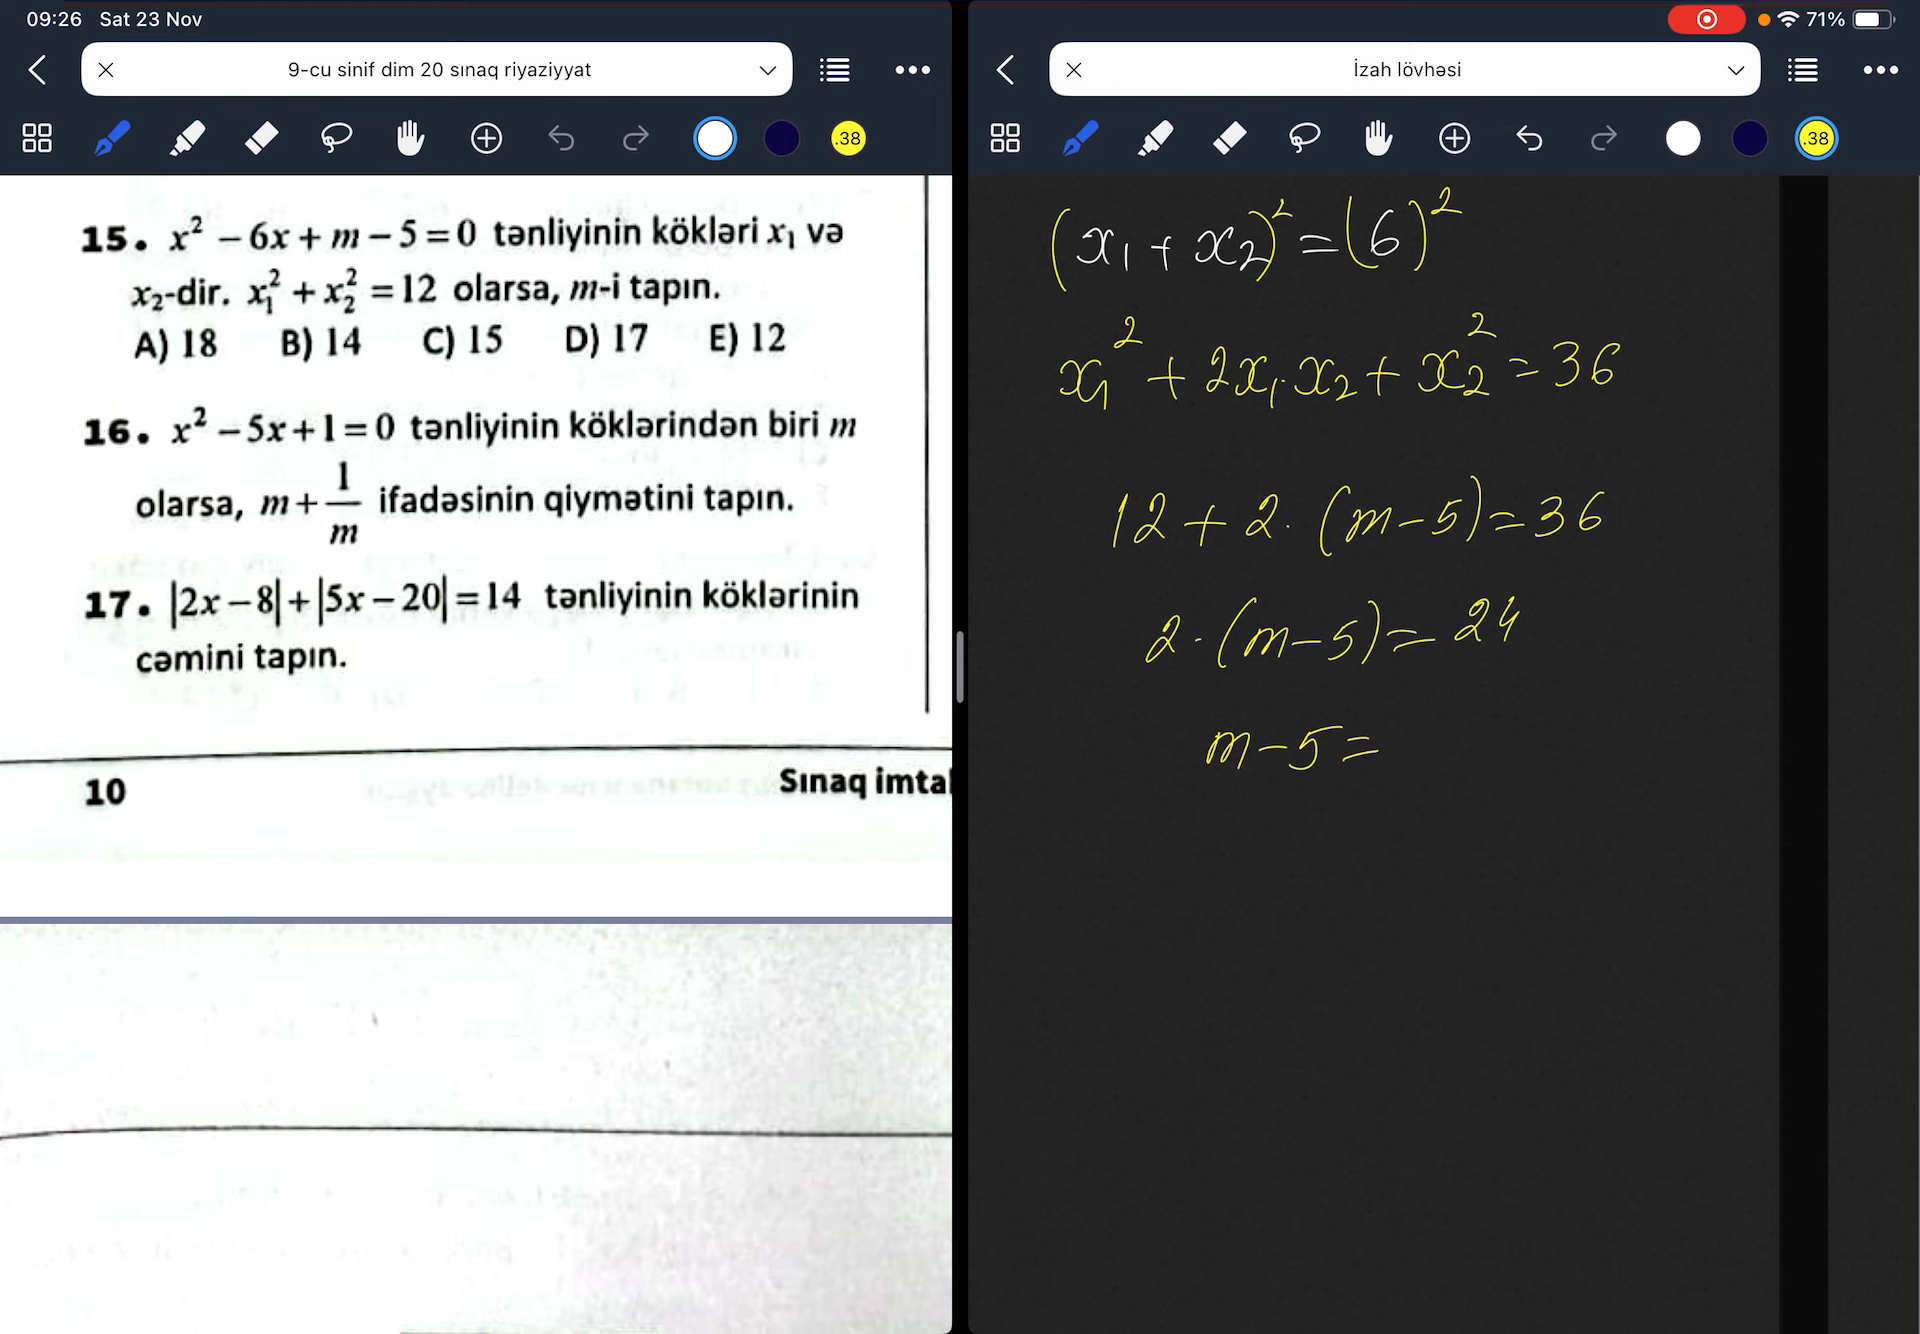 09:26 Sat 23 Nov
71%
9-cu sinif dim 20 sınaq riyaziyyat
İzah lövhəsi
.38
.38
15. x² – 6x + m – 5 = 0 tənliyinin kökləri x₁ və
x₂-dir. x₁² + x₂² = 12 olarsa, m-i tapın.
A) 18 B) 14 C) 15 D) 17 E) 12
16. x² – 5x + 1 = 0 tənliyinin köklərindən biri m
olarsa, m + 1/m ifadəsinin qiymətini tapın.
17. |2x – 8| + |5x – 20| = 14 tənliyinin köklərinin
cəmini tapın.
10
Sınaq imta
(x₁ + x₂)² = (6)²
x₁² + 2x₁·x₂ + x₂² = 36
12 + 2·(m – 5) = 36
2·(m – 5) = 24
m – 5 =